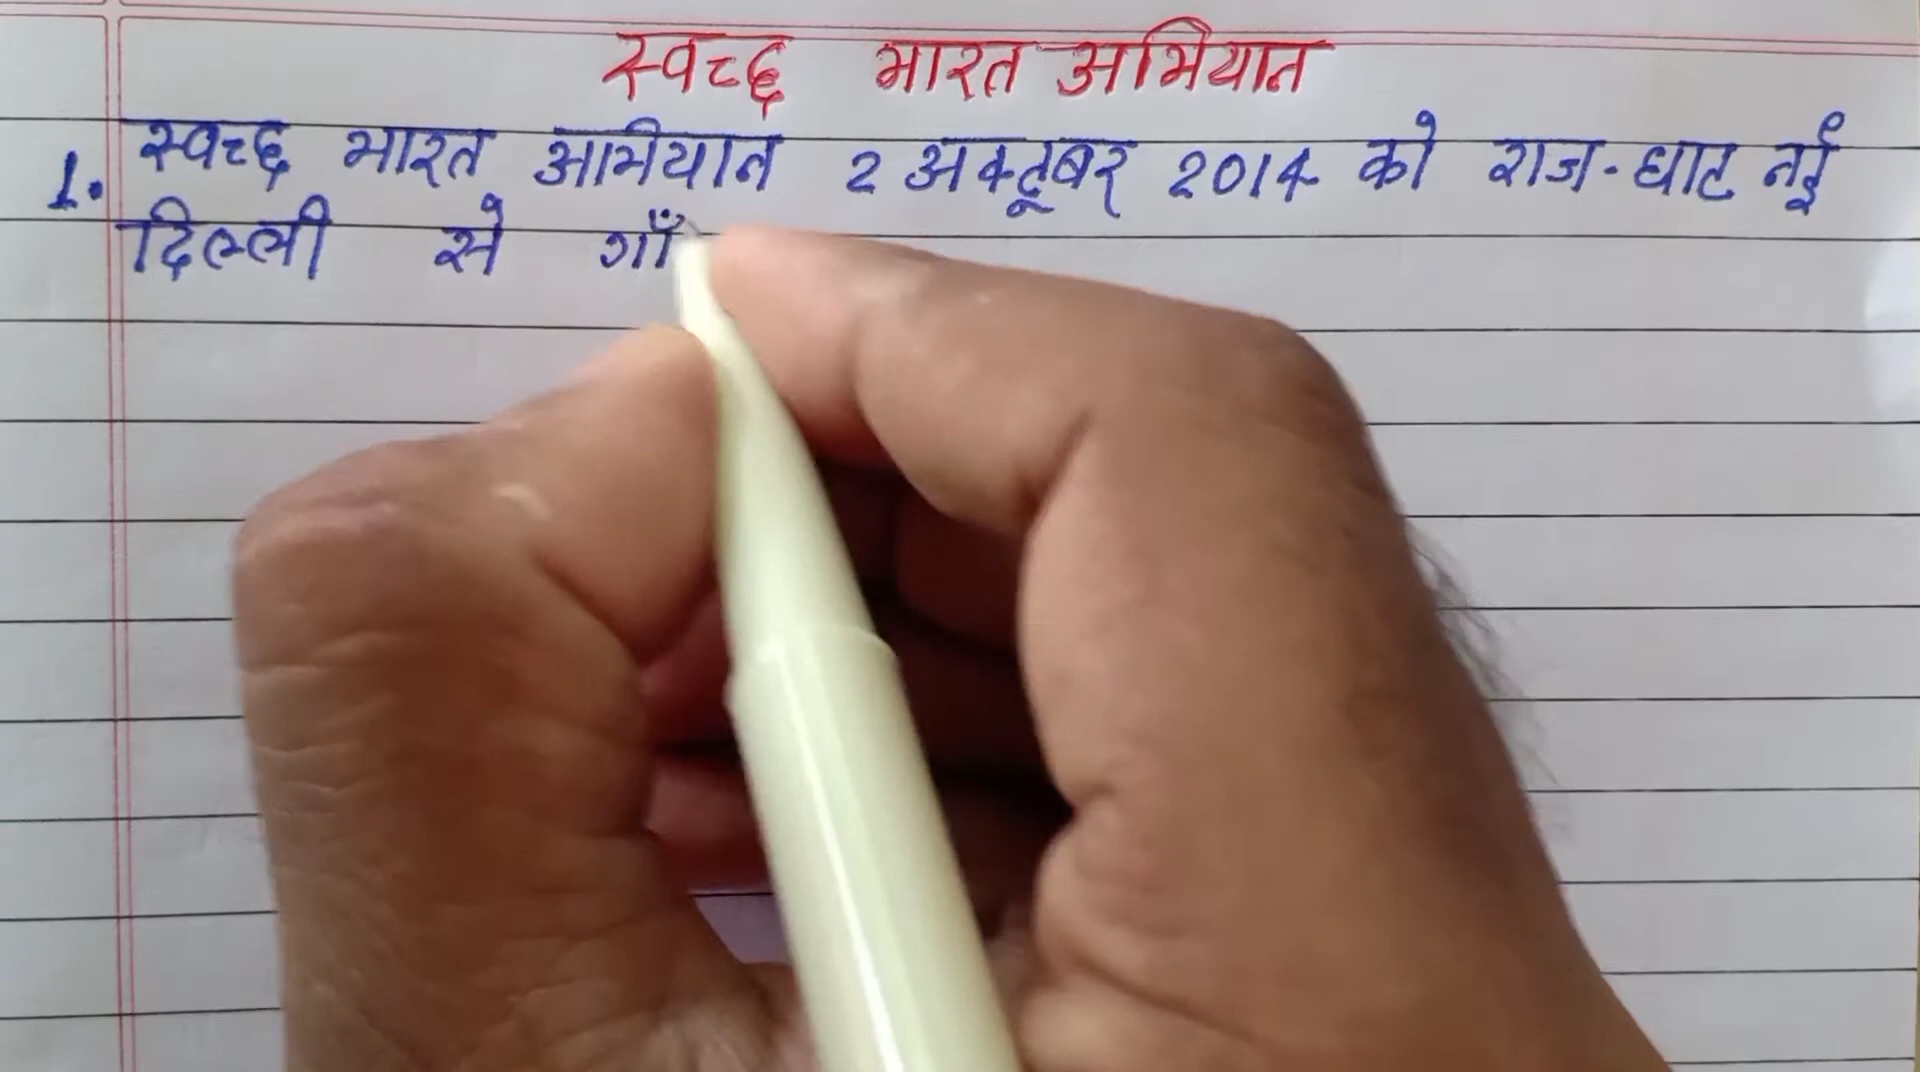 स्वच्छ भारत अभियान
1. स्वच्छ भारत अभियान 2 अक्टूबर 2014 को राज-घाट नई
दिल्ली से गाँ